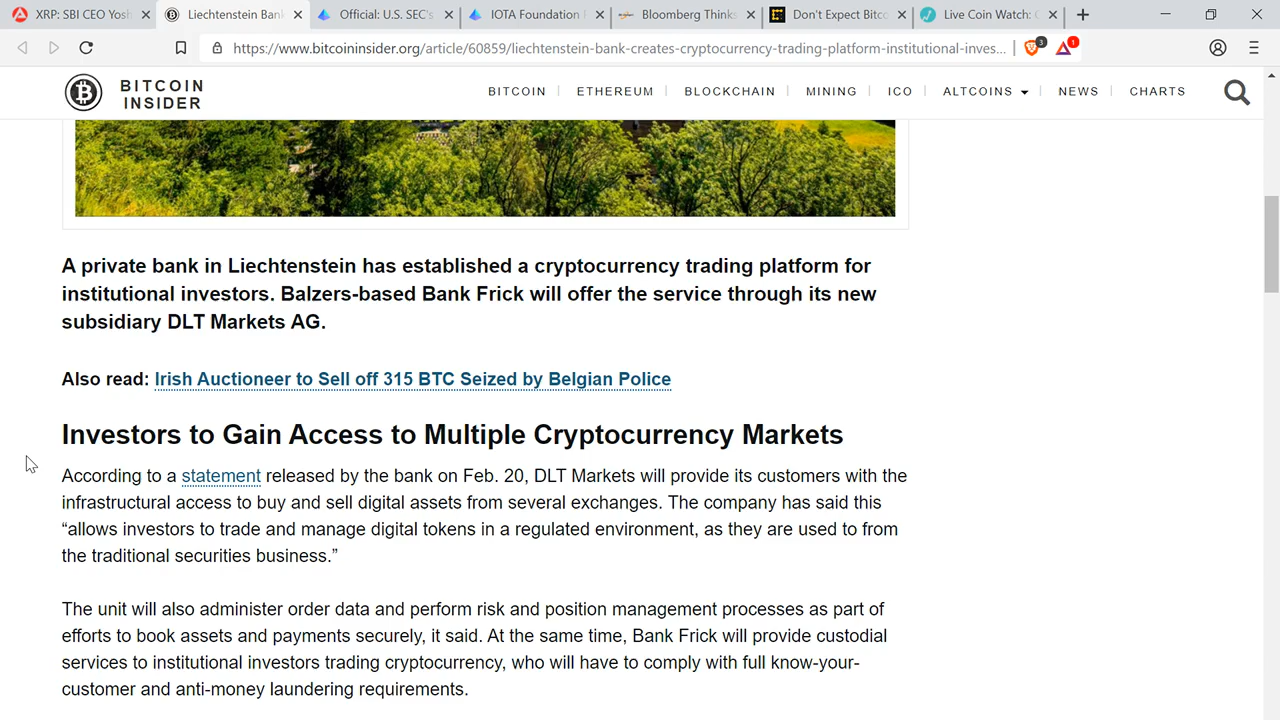 XRP: SBI CEO Yosh
Liechtenstein Bank
Official: U.S. SEC's
IOTA Foundation
Bloomberg Thinks
Don't Expect Bitco
Live Coin Watch: C
https://www.bitcoininsider.org/article/60859/liechtenstein-bank-creates-cryptocurrency-trading-platform-institutional-inves...
3
1
BITCOIN
INSIDER
BITCOIN
ETHEREUM
BLOCKCHAIN
MINING
ICO
ALTCOINS
NEWS
CHARTS
A private bank in Liechtenstein has established a cryptocurrency trading platform for
institutional investors. Balzers-based Bank Frick will offer the service through its new
subsidiary DLT Markets AG.
Also read: Irish Auctioneer to Sell off 315 BTC Seized by Belgian Police
Investors to Gain Access to Multiple Cryptocurrency Markets
According to a statement released by the bank on Feb. 20, DLT Markets will provide its customers with the
infrastructural access to buy and sell digital assets from several exchanges. The company has said this
“allows investors to trade and manage digital tokens in a regulated environment, as they are used to from
the traditional securities business.”
The unit will also administer order data and perform risk and position management processes as part of
efforts to book assets and payments securely, it said. At the same time, Bank Frick will provide custodial
services to institutional investors trading cryptocurrency, who will have to comply with full know-your-
customer and anti-money laundering requirements.